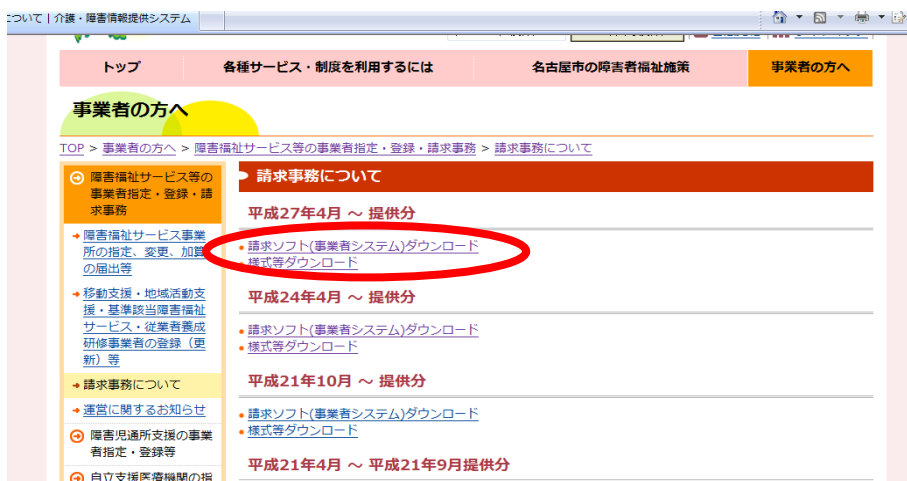 について | 介護・障害情報提供システム
トップ
各種サービス・制度を利用するには
名古屋市の障害者福祉施策
事業者の方へ
事業者の方へ
TOP > 事業者の方へ > 障害福祉サービス等の事業者指定・登録・請求事務 > 請求事務について
障害福祉サービス等の
事業者指定・登録・請
求事務
障害福祉サービス事業
所の指定、変更、加算
の届出等
移動支援・地域活動支
援・基準該当障害福祉
サービス・従業者養成
研修事業者の登録（更
新）等
請求事務について
運営に関するお知らせ
障害児通所支援の事業
者指定・登録等
自立支援医療機関の指
請求事務について
平成27年4月 ～ 提供分
請求ソフト(事業者システム)ダウンロード
様式等ダウンロード
平成24年4月 ～ 提供分
請求ソフト(事業者システム)ダウンロード
様式等ダウンロード
平成21年10月 ～ 提供分
請求ソフト(事業者システム)ダウンロード
様式等ダウンロード
平成21年4月 ～ 平成21年9月提供分